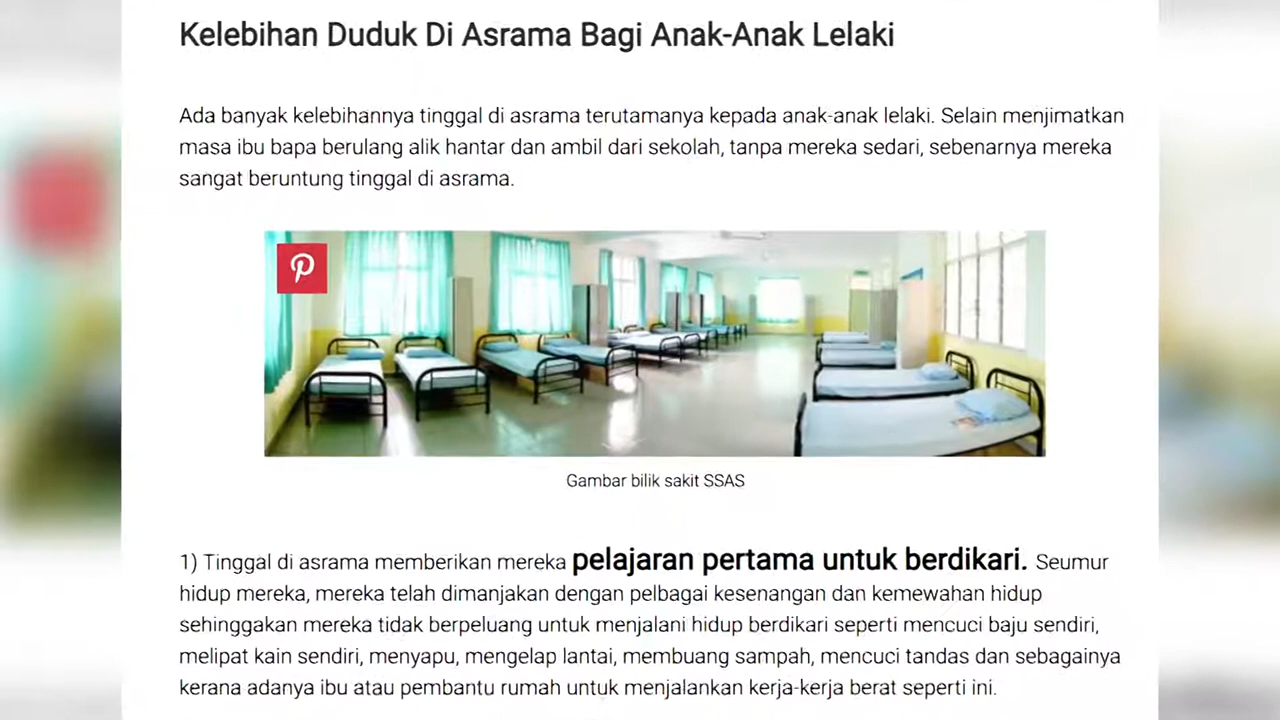 Kelebihan Duduk Di Asrama Bagi Anak-Anak Lelaki
Ada banyak kelebihannya tinggal di asrama terutamanya kepada anak-anak lelaki. Selain menjimatkan
masa ibu bapa berulang alik hantar dan ambil dari sekolah, tanpa mereka sedari, sebenarnya mereka
sangat beruntung tinggal di asrama.
Gambar bilik sakit SSAS
1) Tinggal di asrama memberikan mereka pelajaran pertama untuk berdikari. Seumur
hidup mereka, mereka telah dimanjakan dengan pelbagai kesenangan dan kemewahan hidup
sehinggakan mereka tidak berpeluang untuk menjalani hidup berdikari seperti mencuci baju sendiri,
melipat kain sendiri, menyapu, mengelap lantai, membuang sampah, mencuci tandas dan sebagainya
kerana adanya ibu atau pembantu rumah untuk menjalankan kerja-kerja berat seperti ini.